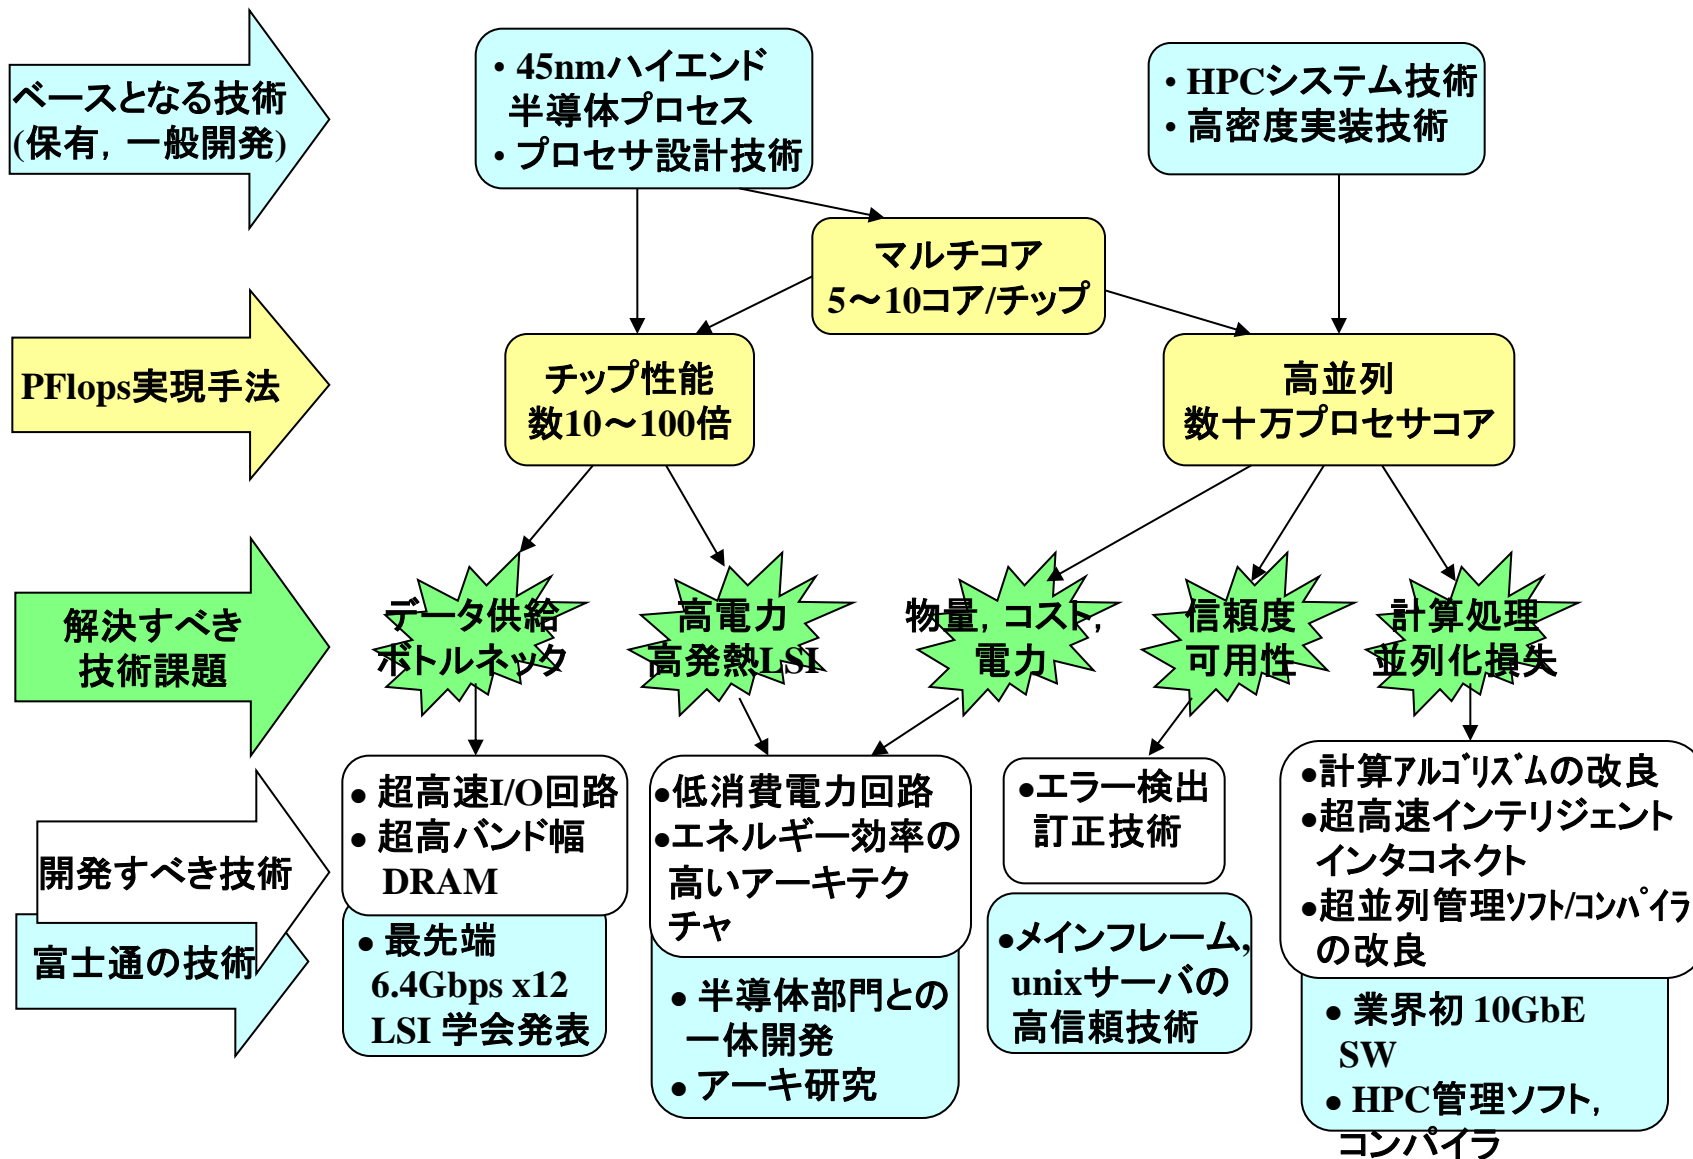 ベースとなる技術
(保有，一般開発)
• 45nmハイエンド
半導体プロセス
• プロセサ設計技術
• HPCシステム技術
• 高密度実装技術
マルチコア
5～10コア/チップ
PFlops実現手法
チップ性能
数10～100倍
高並列
数十万プロセサコア
解決すべき
技術課題
データ供給
ボトルネック
高電力
高発熱LSI
物量，コスト，
電力
信頼度
可用性
計算処理
並列化損失
開発すべき技術
● 超高速I/O回路
● 超高バンド幅
DRAM
●低消費電力回路
●エネルギー効率の
高いアーキテク
チャ
●エラー検出
訂正技術
●計算ｱﾙｺﾞﾘｽﾞﾑの改良
●超高速インテリジェント
インタコネクト
●超並列管理ｿﾌﾄ/ｺﾝﾊﾟｲﾗ
の改良
富士通の技術
● 最先端
6.4Gbps x12
LSI 学会発表
● 半導体部門との
一体開発
● アーキ研究
●メインフレーム,
unixサーバの
高信頼技術
● 業界初 10GbE
SW
● HPC管理ソフト，
コンパイラ